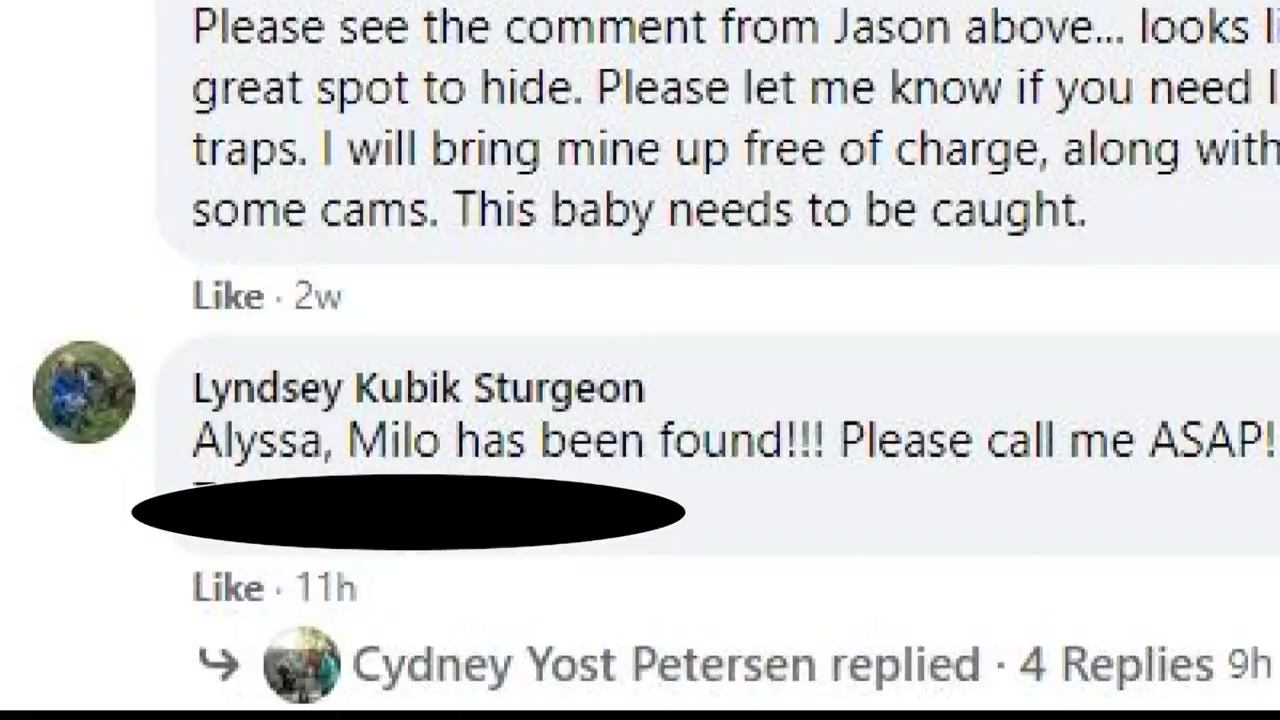 Please see the comment from Jason above... looks
great spot to hide. Please let me know if you need
traps. I will bring mine up free of charge, along with
some cams. This baby needs to be caught.
Like · 2w
Lyndsey Kubik Sturgeon
Alyssa, Milo has been found!!! Please call me ASAP!
Like · 11h
Cydney Yost Petersen replied · 4 Replies 9h